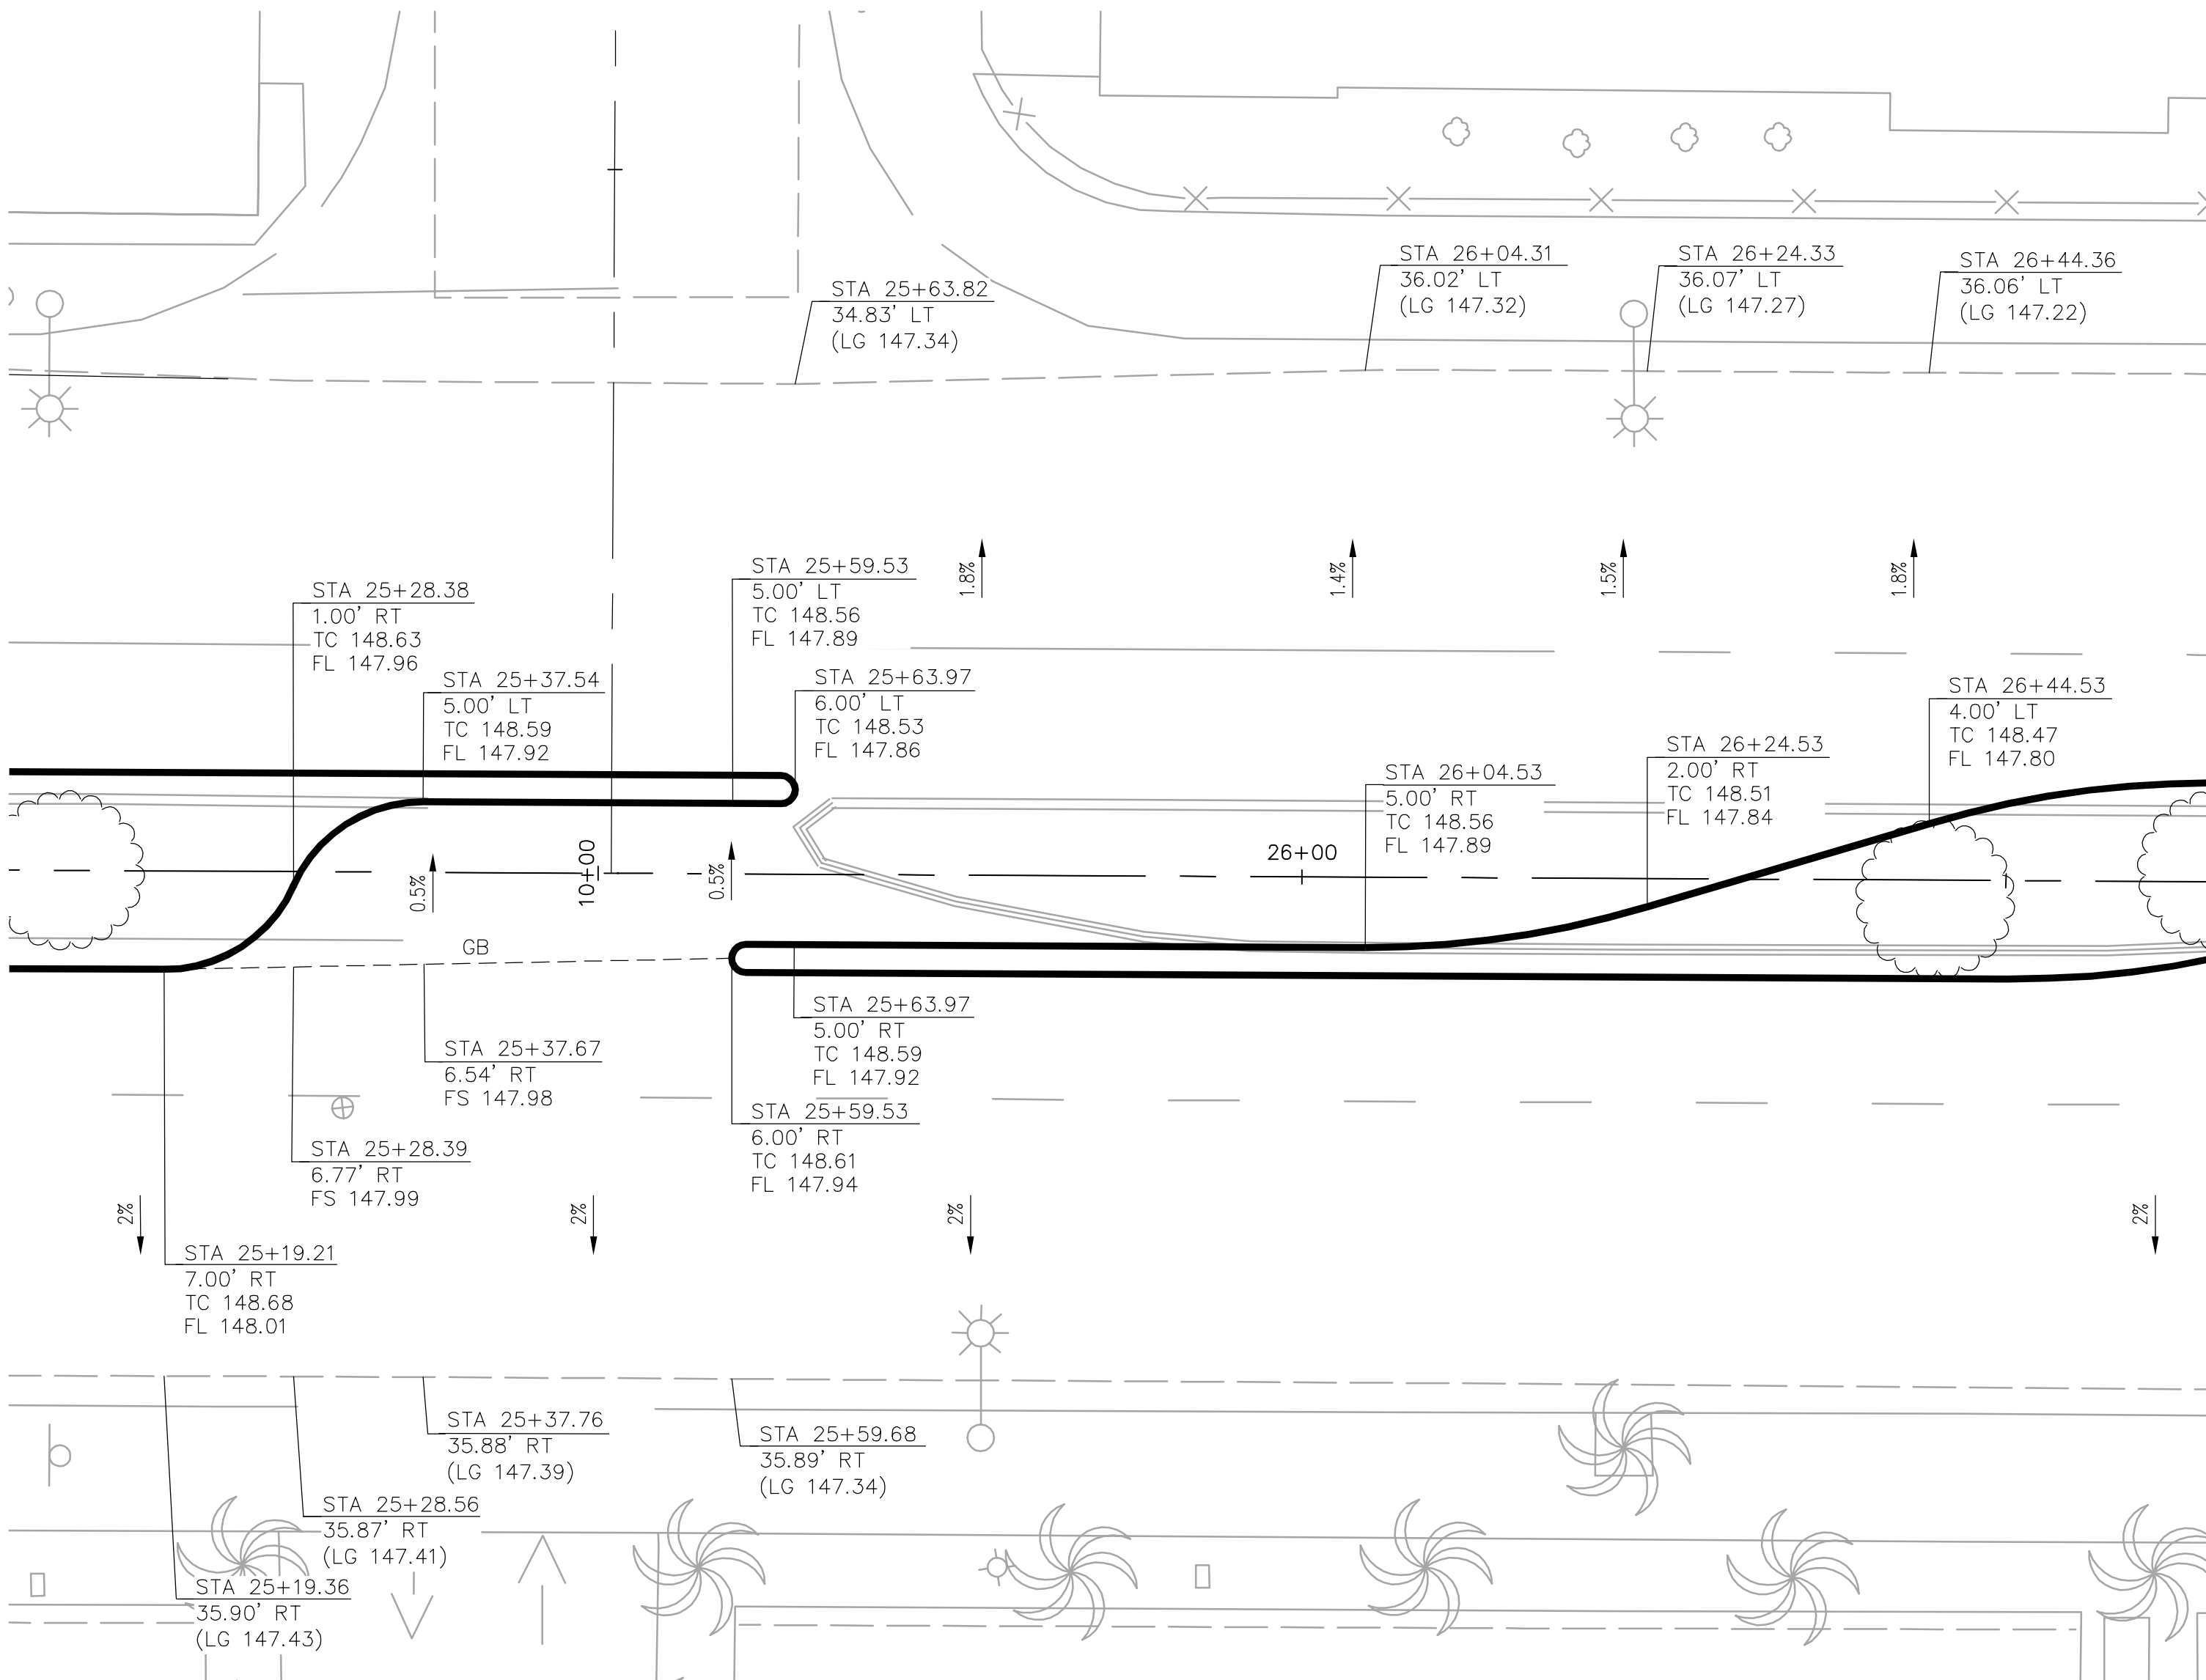 STA 26+04.31
36.02' LT
(LG 147.32)
STA 26+24.33
36.07' LT
(LG 147.27)
STA 26+44.36
36.06' LT
(LG 147.22)
STA 25+63.82
34.83' LT
(LG 147.34)
1.8%
1.4%
1.5%
1.8%
STA 25+59.53
5.00' LT
TC 148.56
FL 147.89
STA 25+28.38
1.00' RT
TC 148.63
FL 147.96
STA 25+37.54
5.00' LT
TC 148.59
FL 147.92
STA 25+63.97
6.00' LT
TC 148.53
FL 147.86
STA 26+44.53
4.00' LT
TC 148.47
FL 147.80
STA 26+24.53
2.00' RT
TC 148.51
FL 147.84
STA 26+04.53
5.00' RT
TC 148.56
FL 147.89
0.5%
10+00
0.5%
26+00
GB
STA 25+63.97
5.00' RT
TC 148.59
FL 147.92
STA 25+37.67
6.54' RT
FS 147.98
STA 25+59.53
6.00' RT
TC 148.61
FL 147.94
STA 25+28.39
6.77' RT
FS 147.99
2%
2%
2%
2%
STA 25+19.21
7.00' RT
TC 148.68
FL 148.01
STA 25+37.76
35.88' RT
(LG 147.39)
STA 25+59.68
35.89' RT
(LG 147.34)
STA 25+28.56
35.87' RT
(LG 147.41)
STA 25+19.36
35.90' RT
(LG 147.43)